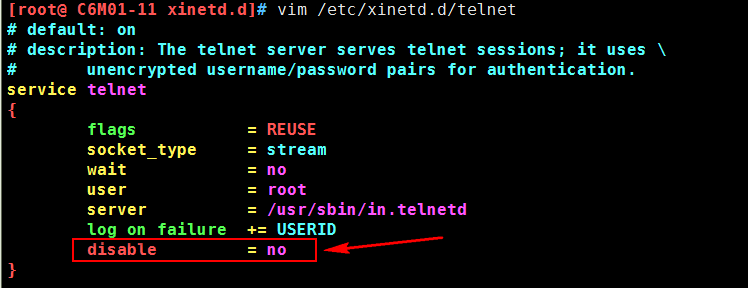 [root@ C6M01-11 xinetd.d]# vim /etc/xinetd.d/telnet
# default: on
# description: The telnet server serves telnet sessions; it uses \
#       unencrypted username/password pairs for authentication.
service telnet
{
        flags           = REUSE
        socket_type     = stream
        wait            = no
        user            = root
        server          = /usr/sbin/in.telnetd
        log_on_failure  += USERID
        disable         = no
}